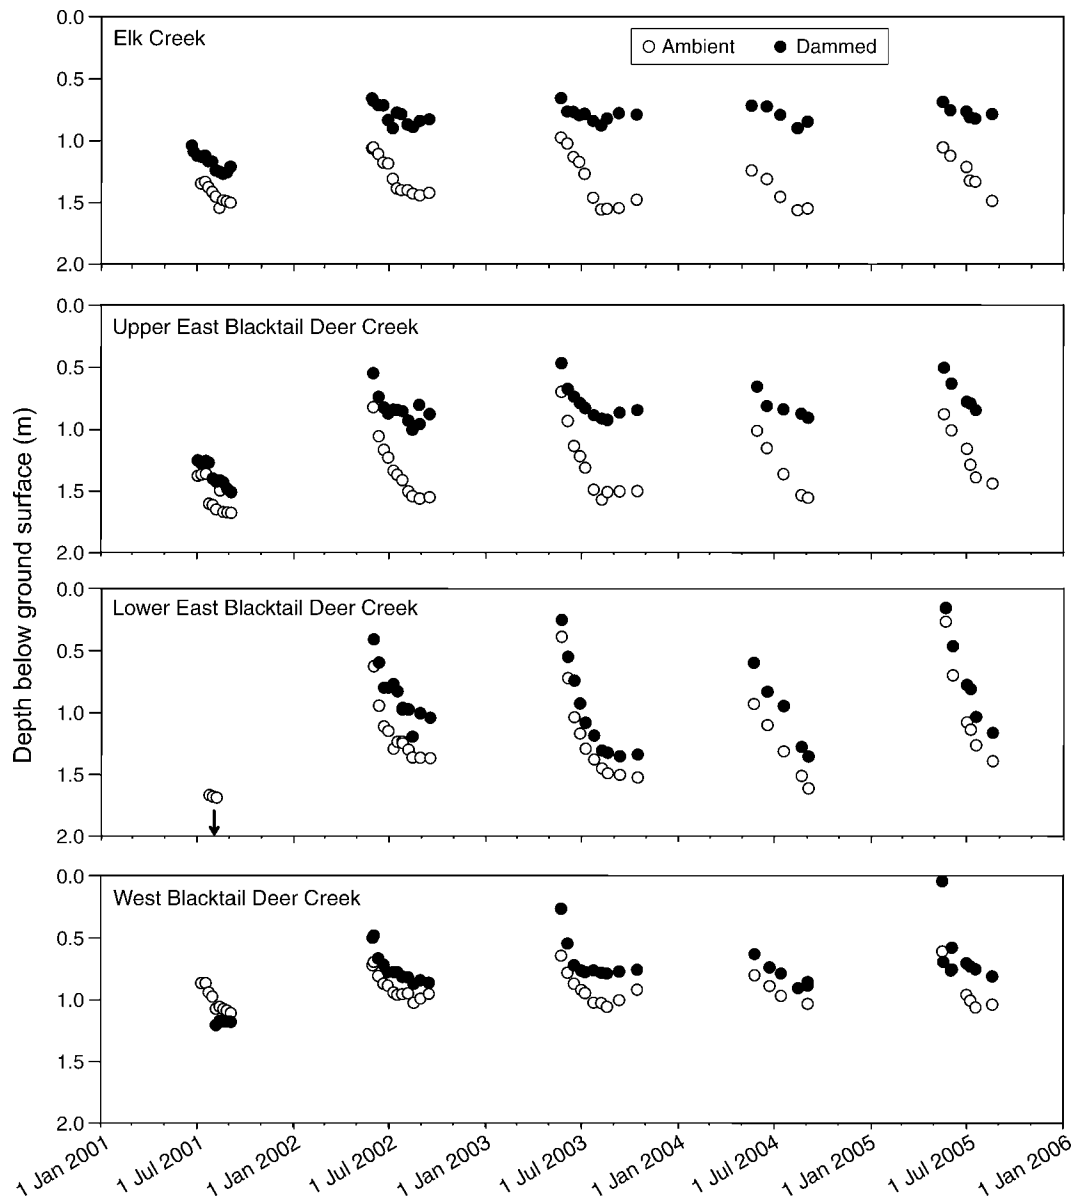 0.0
Elk Creek
Ambient
Dammed
0.5
1.0
1.5
2.0
0.0
Upper East Blacktail Deer Creek
0.5
1.0
1.5
2.0
Depth below ground surface (m)
0.0
Lower East Blacktail Deer Creek
0.5
1.0
1.5
2.0
0.0
West Blacktail Deer Creek
0.5
1.0
1.5
2.0
1 Jan 2001
1 Jul 2001
1 Jan 2002
1 Jul 2002
1 Jan 2003
1 Jul 2003
1 Jan 2004
1 Jul 2004
1 Jan 2005
1 Jul 2005
1 Jan 2006